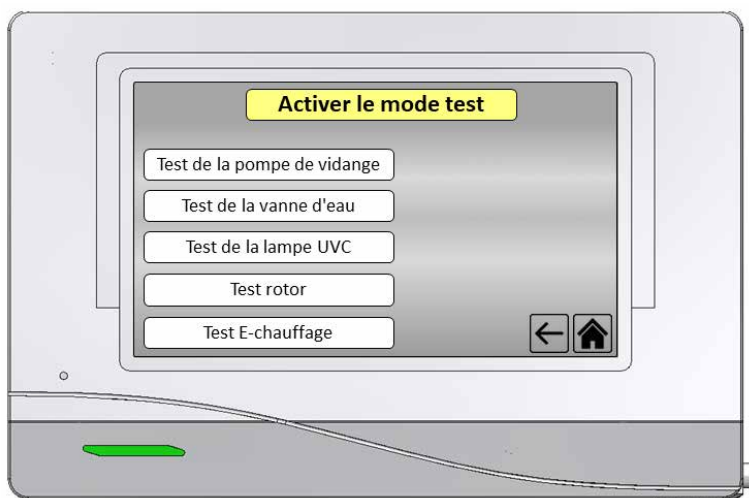 Activer le mode test
Test de la pompe de vidange
Test de la vanne d'eau
Test de la lampe UVC
Test rotor
Test E-chauffage